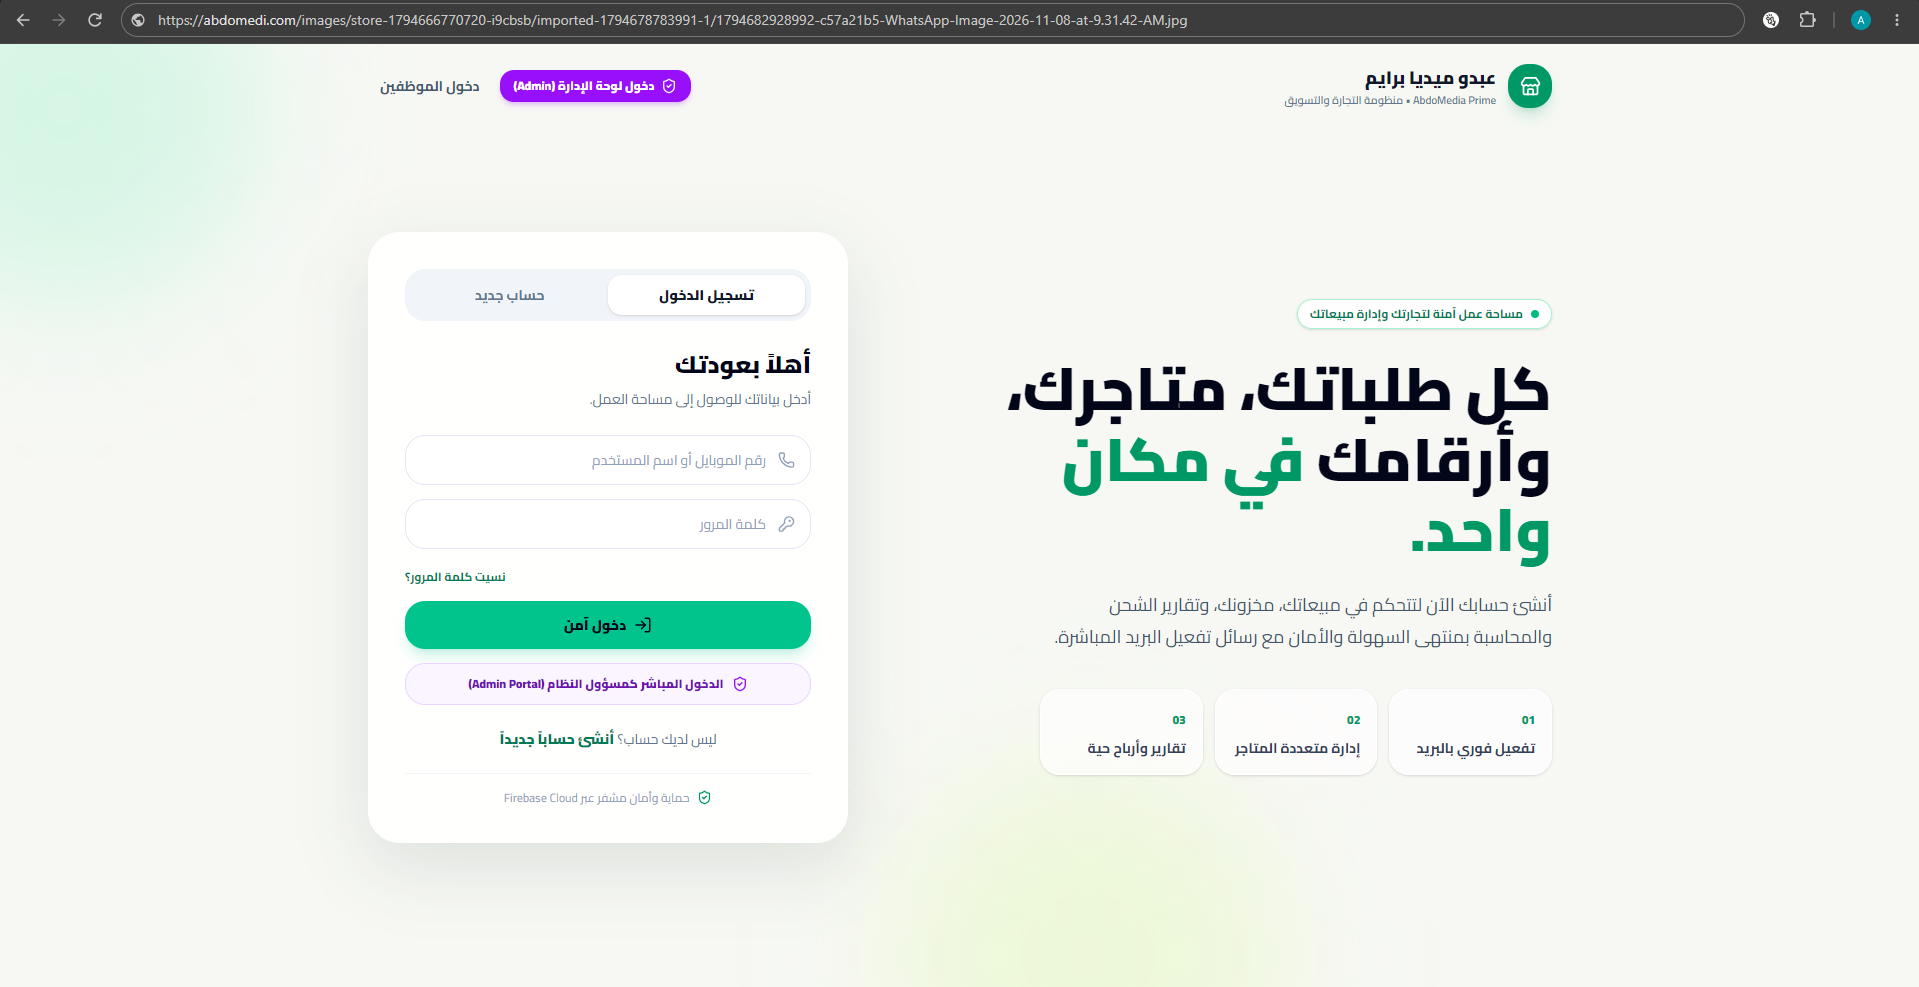 https://abdomedi.com/images/store-1794666770720-i9cbsb/imported-1794678783991-1/1794682928992-c57a21b5-WhatsApp-Image-2026-11-08-at-9.31.42-AM.jpg
A
عبدو ميديا برايم
AbdoMedia Prime • منظومة التجارة والتسويق
دخول لوحة الإدارة (Admin)
دخول الموظفين
مساحة عمل آمنة لتجارتك وإدارة مبيعاتك
كل طلباتك، متاجرك،
وأرقامك في مكان
واحد.
أنشئ حسابك الآن لتتحكم في مبيعاتك، مخزونك، وتقارير الشحن
والمحاسبة بمنتهى السهولة والأمان مع رسائل تفعيل البريد المباشرة.
01
تفعيل فوري بالبريد
02
إدارة متعددة المتاجر
03
تقارير وأرباح حية
تسجيل الدخول
حساب جديد
أهلاً بعودتك
أدخل بياناتك للوصول إلى مساحة العمل.
رقم الموبايل أو اسم المستخدم
كلمة المرور
نسيت كلمة المرور؟
دخول آمن
الدخول المباشر كمسؤول النظام (Admin Portal)
ليس لديك حساب؟ أنشئ حساباً جديداً
حماية وأمان مشفر عبر Firebase Cloud